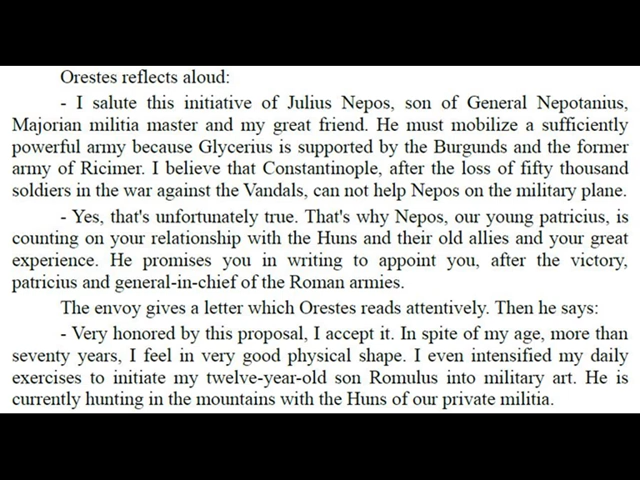 Orestes reflects aloud:
- I salute this initiative of Julius Nepos, son of General Nepotanius,
Majorian militia master and my great friend. He must mobilize a sufficiently
powerful army because Glycerius is supported by the Burgunds and the former
army of Ricimer. I believe that Constantinople, after the loss of fifty thousand
soldiers in the war against the Vandals, can not help Nepos on the military plane.
- Yes, that's unfortunately true. That's why Nepos, our young patricius, is
counting on your relationship with the Huns and their old allies and your great
experience. He promises you in writing to appoint you, after the victory,
patricius and general-in-chief of the Roman armies.
The envoy gives a letter which Orestes reads attentively. Then he says:
- Very honored by this proposal, I accept it. In spite of my age, more than
seventy years, I feel in very good physical shape. I even intensified my daily
exercises to initiate my twelve-year-old son Romulus into military art. He is
currently hunting in the mountains with the Huns of our private militia.